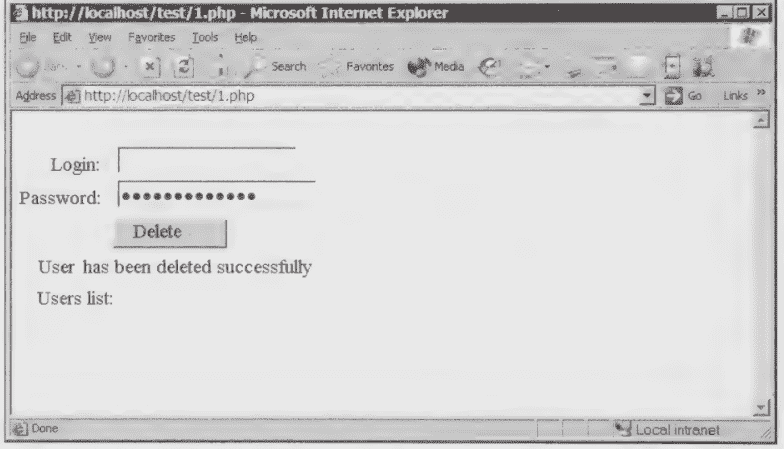 http://localhost/test/1.php - Microsoft Internet Explorer
File Edit View Favorites Tools Help
Search Favorites Media
Address http://localhost/test/1.php Go Links »
Login:
Password: •••••••••••••
Delete
User has been deleted successfully
Users list:
Done Local intranet